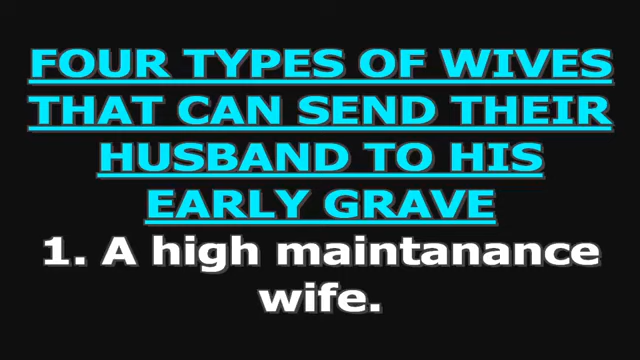 FOUR TYPES OF WIVES
THAT CAN SEND THEIR
HUSBAND TO HIS
EARLY GRAVE
1. A high maintanance
wife.